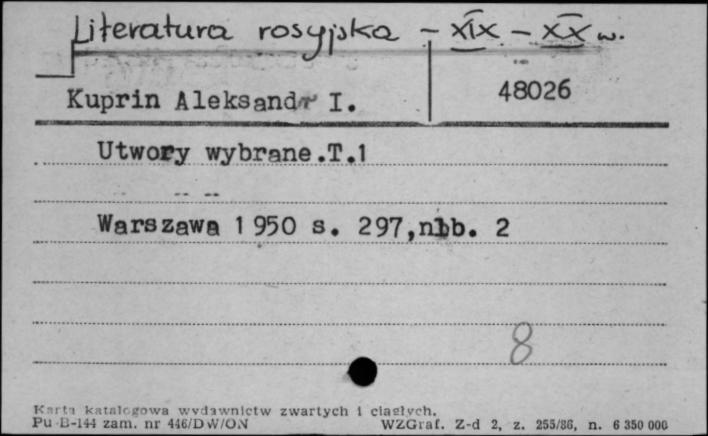 Literatura rosyjska - XIX - XX w.
Kuprin Aleksandr I.
48026
Utwory wybrane.T.1
Warszawa 1950 s. 297,nlb. 2
8
Karta katalogowa wydawnictw zwartych i ciągłych.
Pu-B-144 zam. nr 446/DW/ON
WZGraf. Z-d 2, z. 255/86, n. 6 350 000